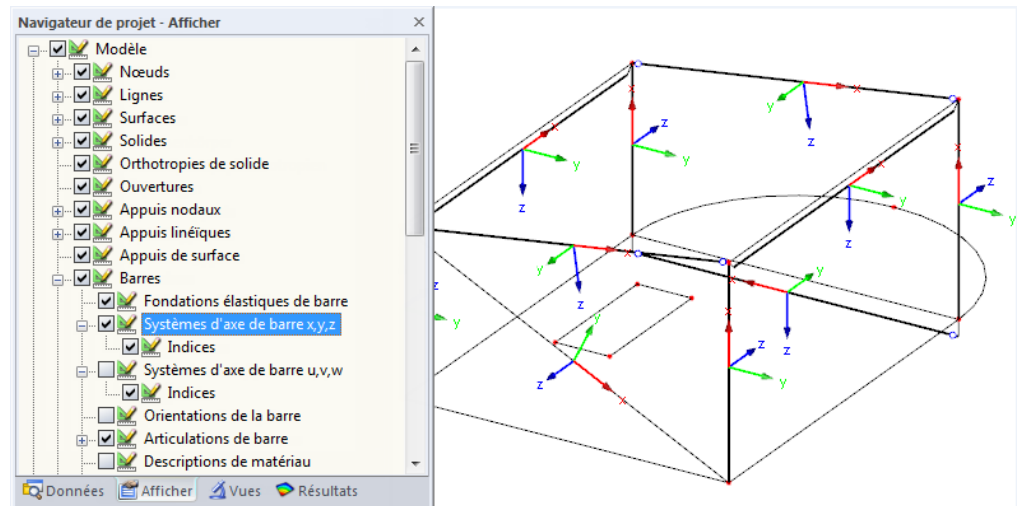 Navigateur de projet - Afficher
Modèle
Nœuds
Lignes
Surfaces
Solides
Orthotropies de solide
Ouvertures
Appuis nodaux
Appuis linéïques
Appuis de surface
Barres
Fondations élastiques de barre
Systèmes d'axe de barre x,y,z
Indices
Systèmes d'axe de barre u,v,w
Indices
Orientations de la barre
Articulations de barre
Descriptions de matériau
Données Afficher Vues Résultats
x
y
z
x
z
y
x
y
z
x
z
y
x
y
z
x
y
z
z
y
x
y
z
x
z
y
y
z
x